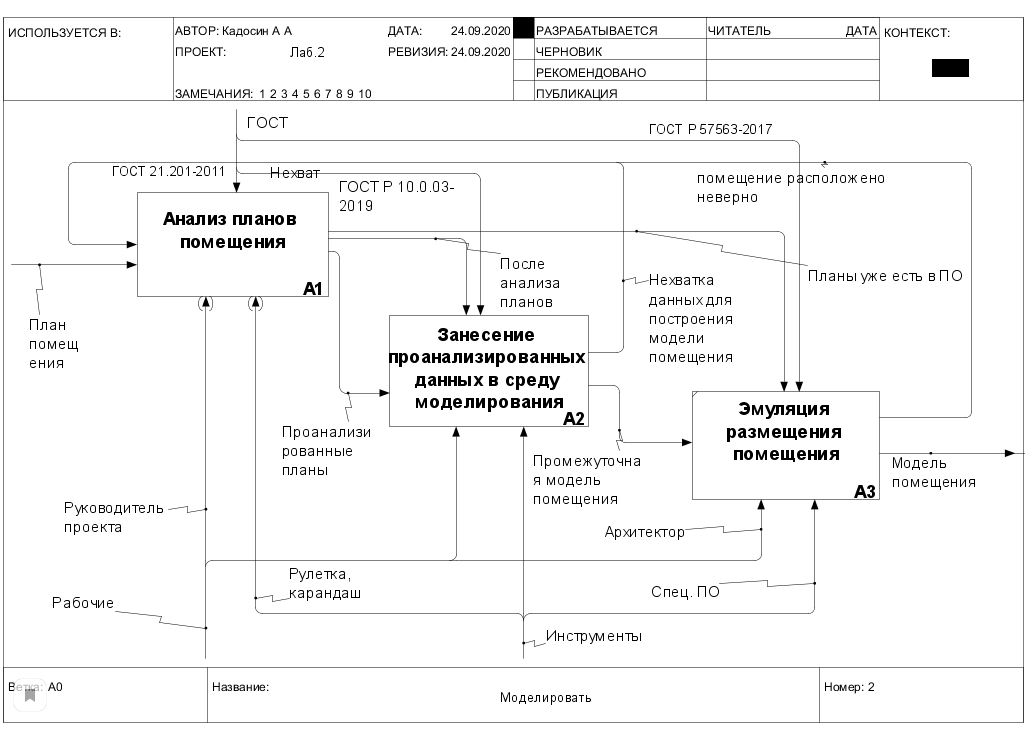 ИСПОЛЬЗУЕТСЯ В:
АВТОР: Кадосин А А
ДАТА: 24.09.2020
РАЗРАБАТЫВАЕТСЯ
ЧИТАТЕЛЬ
ДАТА
КОНТЕКСТ:
ПРОЕКТ: Лаб.2
РЕВИЗИЯ: 24.09.2020
ЧЕРНОВИК
РЕКОМЕНДОВАНО
ЗАМЕЧАНИЯ: 1 2 3 4 5 6 7 8 9 10
ПУБЛИКАЦИЯ
ГОСТ
ГОСТ Р 57563-2017
ГОСТ 21.201-2011
Нехват
ГОСТ Р 10.0.03-
2019
помещение расположено
неверно
Анализ планов
помещения
A1
После
анализа
планов
Планы уже есть в ПО
Нехватка
данных для
построения
модели
помещения
План
помещ
ения
Занесение
проанализированных
данных в среду
моделирования
A2
Эмуляция
размещения
помещения
A3
Проанализи
рованные
планы
Промежуточна
я модель
помещения
Модель
помещения
Руководитель
проекта
Архитектор
Рулетка,
карандаш
Спец. ПО
Рабочие
Инструменты
Ветка: A0
Название:
Моделировать
Номер: 2